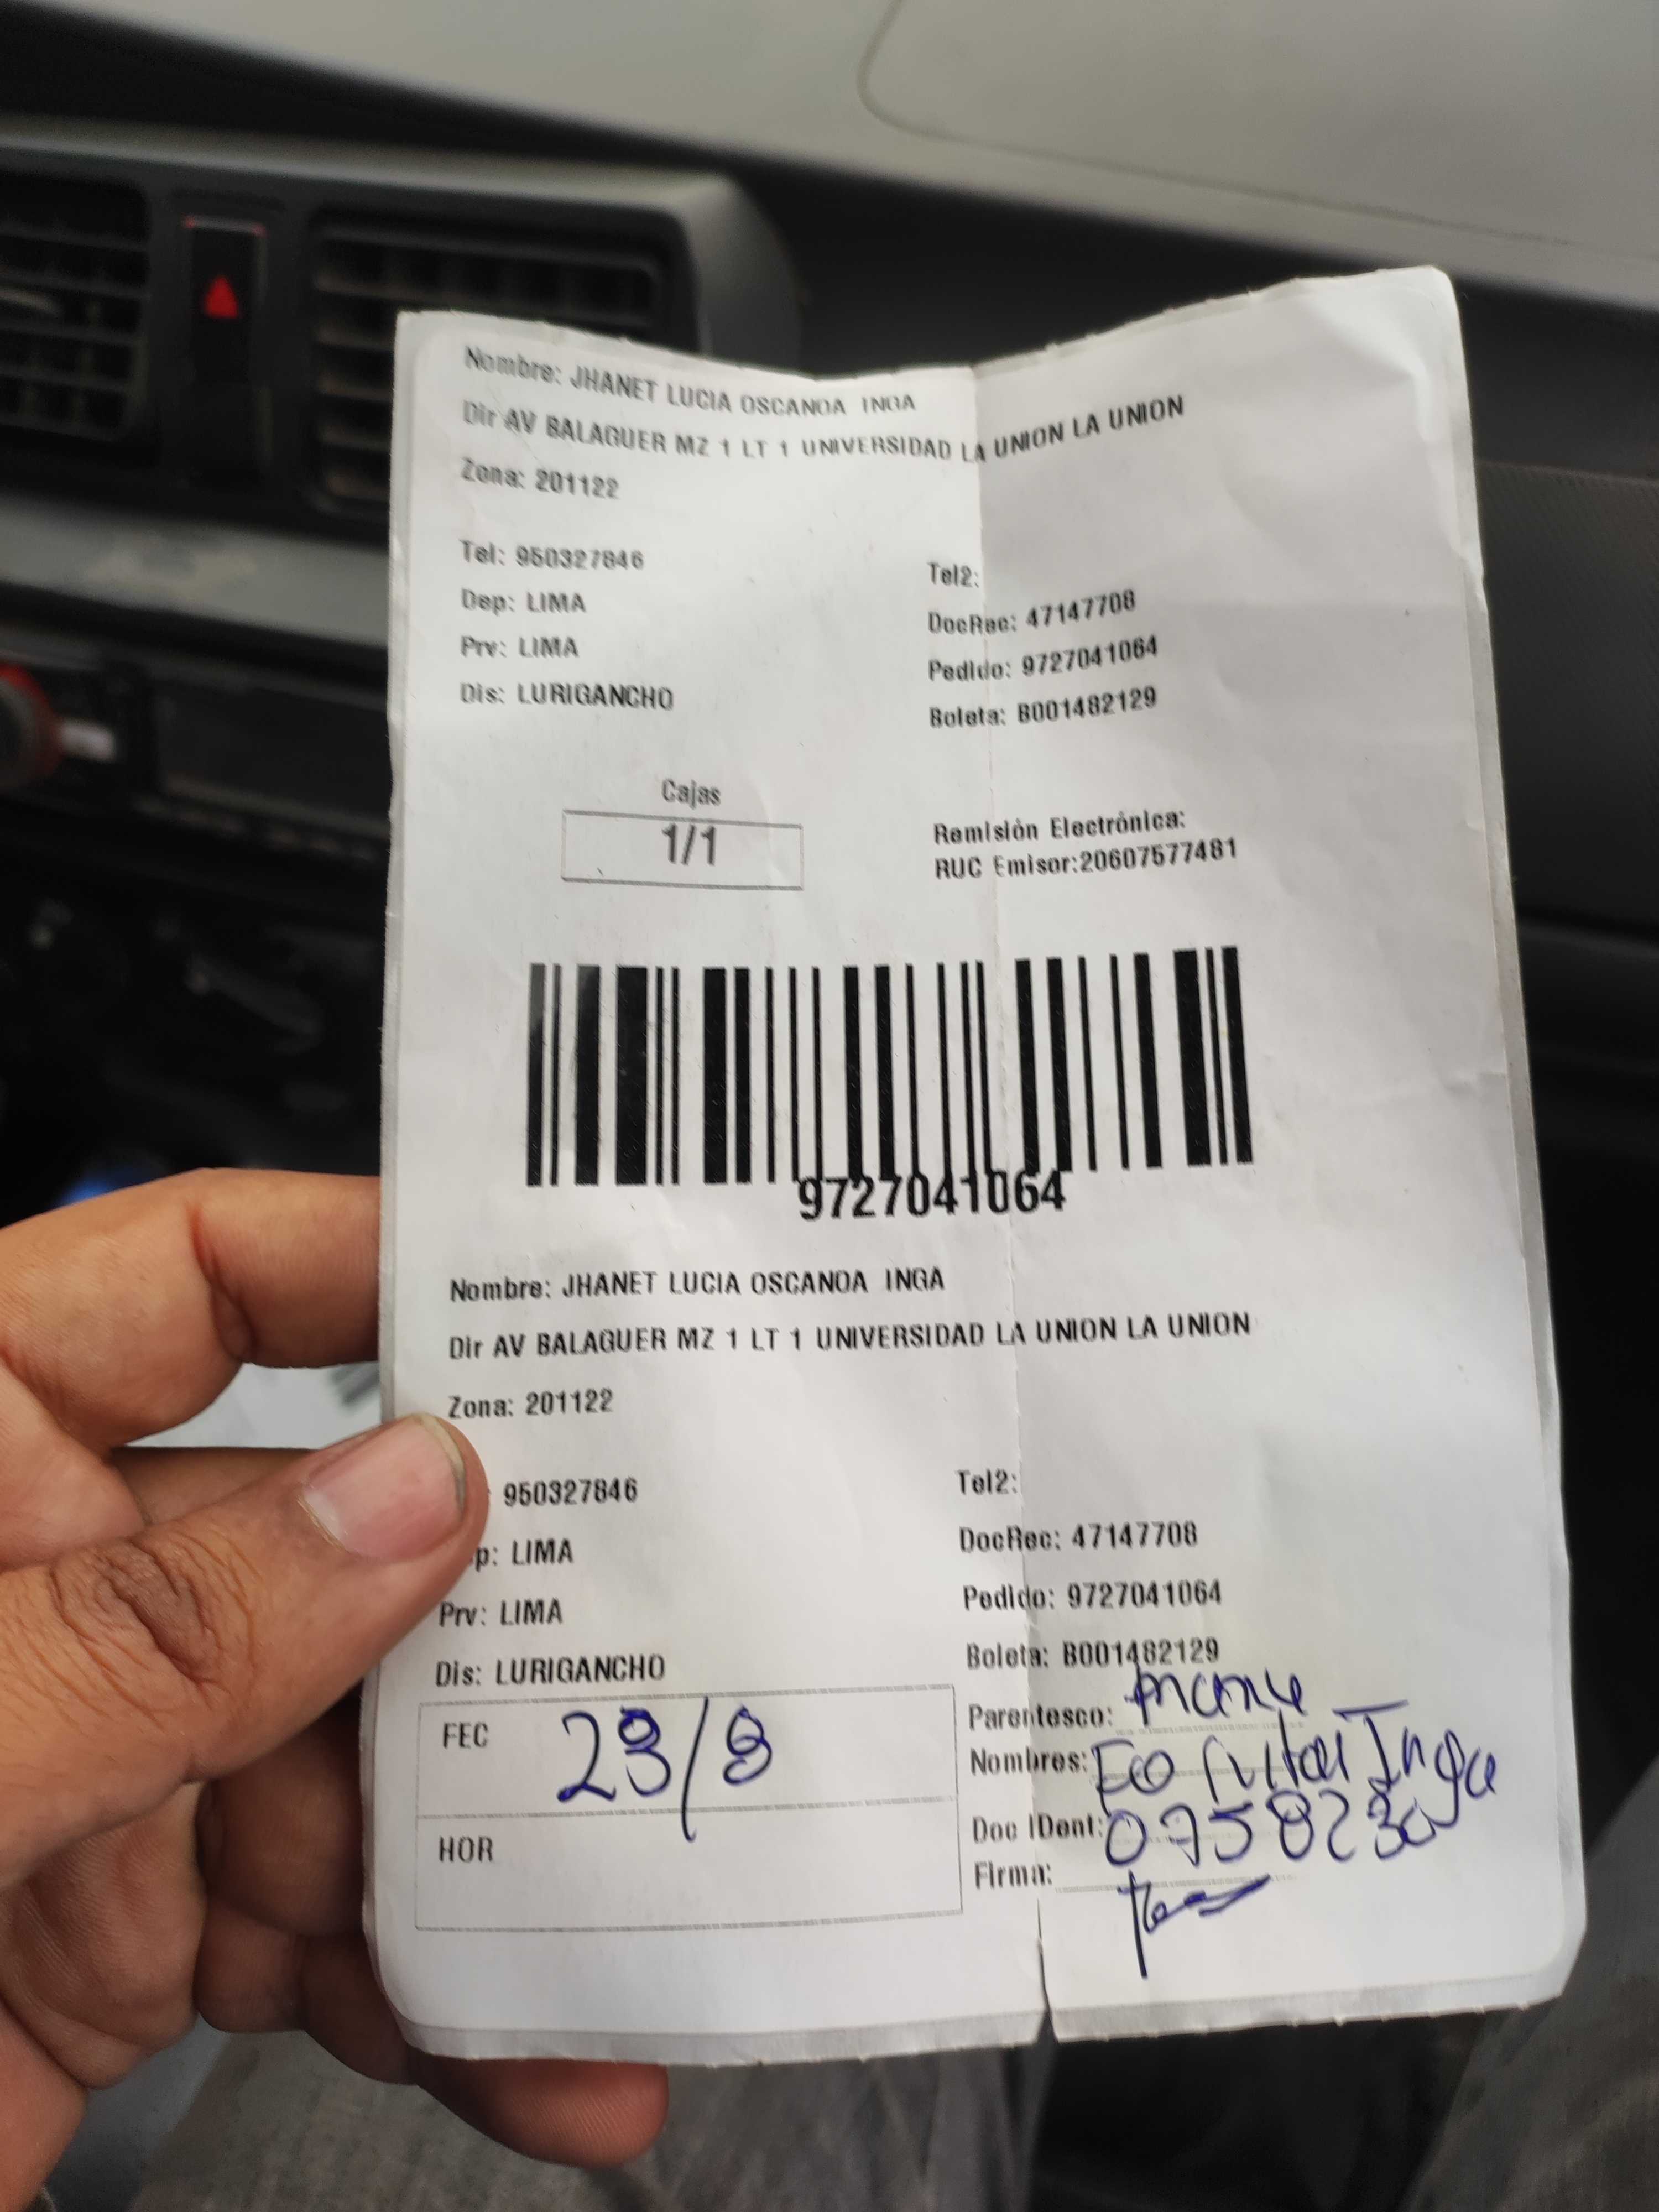 Nombre: JHANET LUCIA OSCANOA INGA
Dir AV BALAGUER MZ 1 LT 1 UNIVERSIDAD LA UNION LA UNION
Zona: 201122
Tel: 950327846
Tel2:
Dep: LIMA
DocRec: 47147708
Prv: LIMA
Pedido: 9727041064
Dis: LURIGANCHO
Boleta: B001482129
Cajas
1/1
Remisión Electrónica:
RUC Emisor:20607577481
9727041064
Nombre: JHANET LUCIA OSCANOA INGA
Dir AV BALAGUER MZ 1 LT 1 UNIVERSIDAD LA UNION LA UNION
Zona: 201122
950327846
Tel2:
p: LIMA
DocRec: 47147708
Prv: LIMA
Pedido: 9727041064
Dis: LURIGANCHO
Boleta: B001482129
FEC 23/8
Parentesco:
Nombres: Inga
HOR
Doc IDent:
Firma: